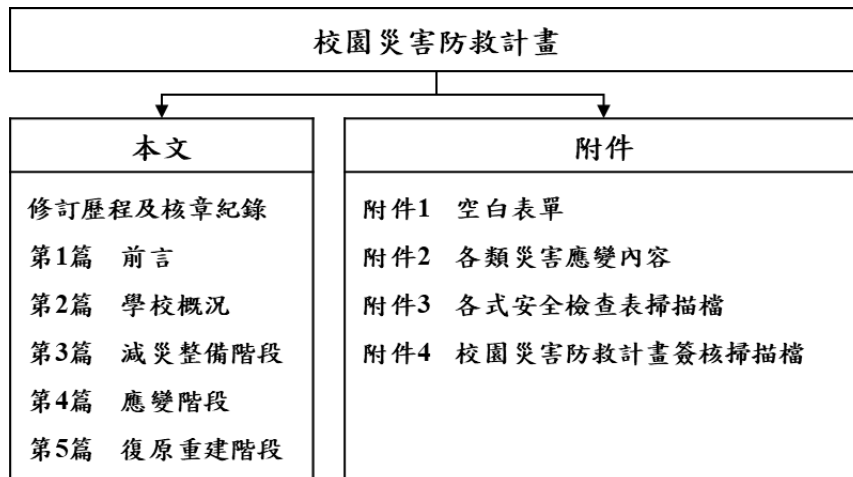 校園災害防救計畫
本文
修訂歷程及核章紀錄
第1篇 前言
第2篇 學校概況
第3篇 減災整備階段
第4篇 應變階段
第5篇 復原重建階段
附件
附件1 空白表單
附件2 各類災害應變內容
附件3 各式安全檢查表掃描檔
附件4 校園災害防救計畫簽核掃描檔